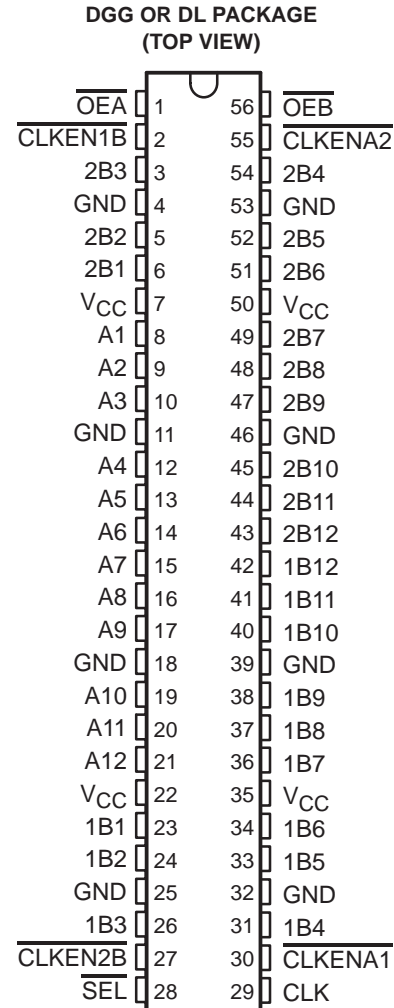 DGG OR DL PACKAGE
(TOP VIEW)
OEA 1 56 OEB
CLKEN1B 2 55 CLKENA2
2B3 3 54 2B4
GND 4 53 GND
2B2 5 52 2B5
2B1 6 51 2B6
VCC 7 50 VCC
A1 8 49 2B7
A2 9 48 2B8
A3 10 47 2B9
GND 11 46 GND
A4 12 45 2B10
A5 13 44 2B11
A6 14 43 2B12
A7 15 42 1B12
A8 16 41 1B11
A9 17 40 1B10
GND 18 39 GND
A10 19 38 1B9
A11 20 37 1B8
A12 21 36 1B7
VCC 22 35 VCC
1B1 23 34 1B6
1B2 24 33 1B5
GND 25 32 GND
1B3 26 31 1B4
CLKEN2B 27 30 CLKENA1
SEL 28 29 CLK